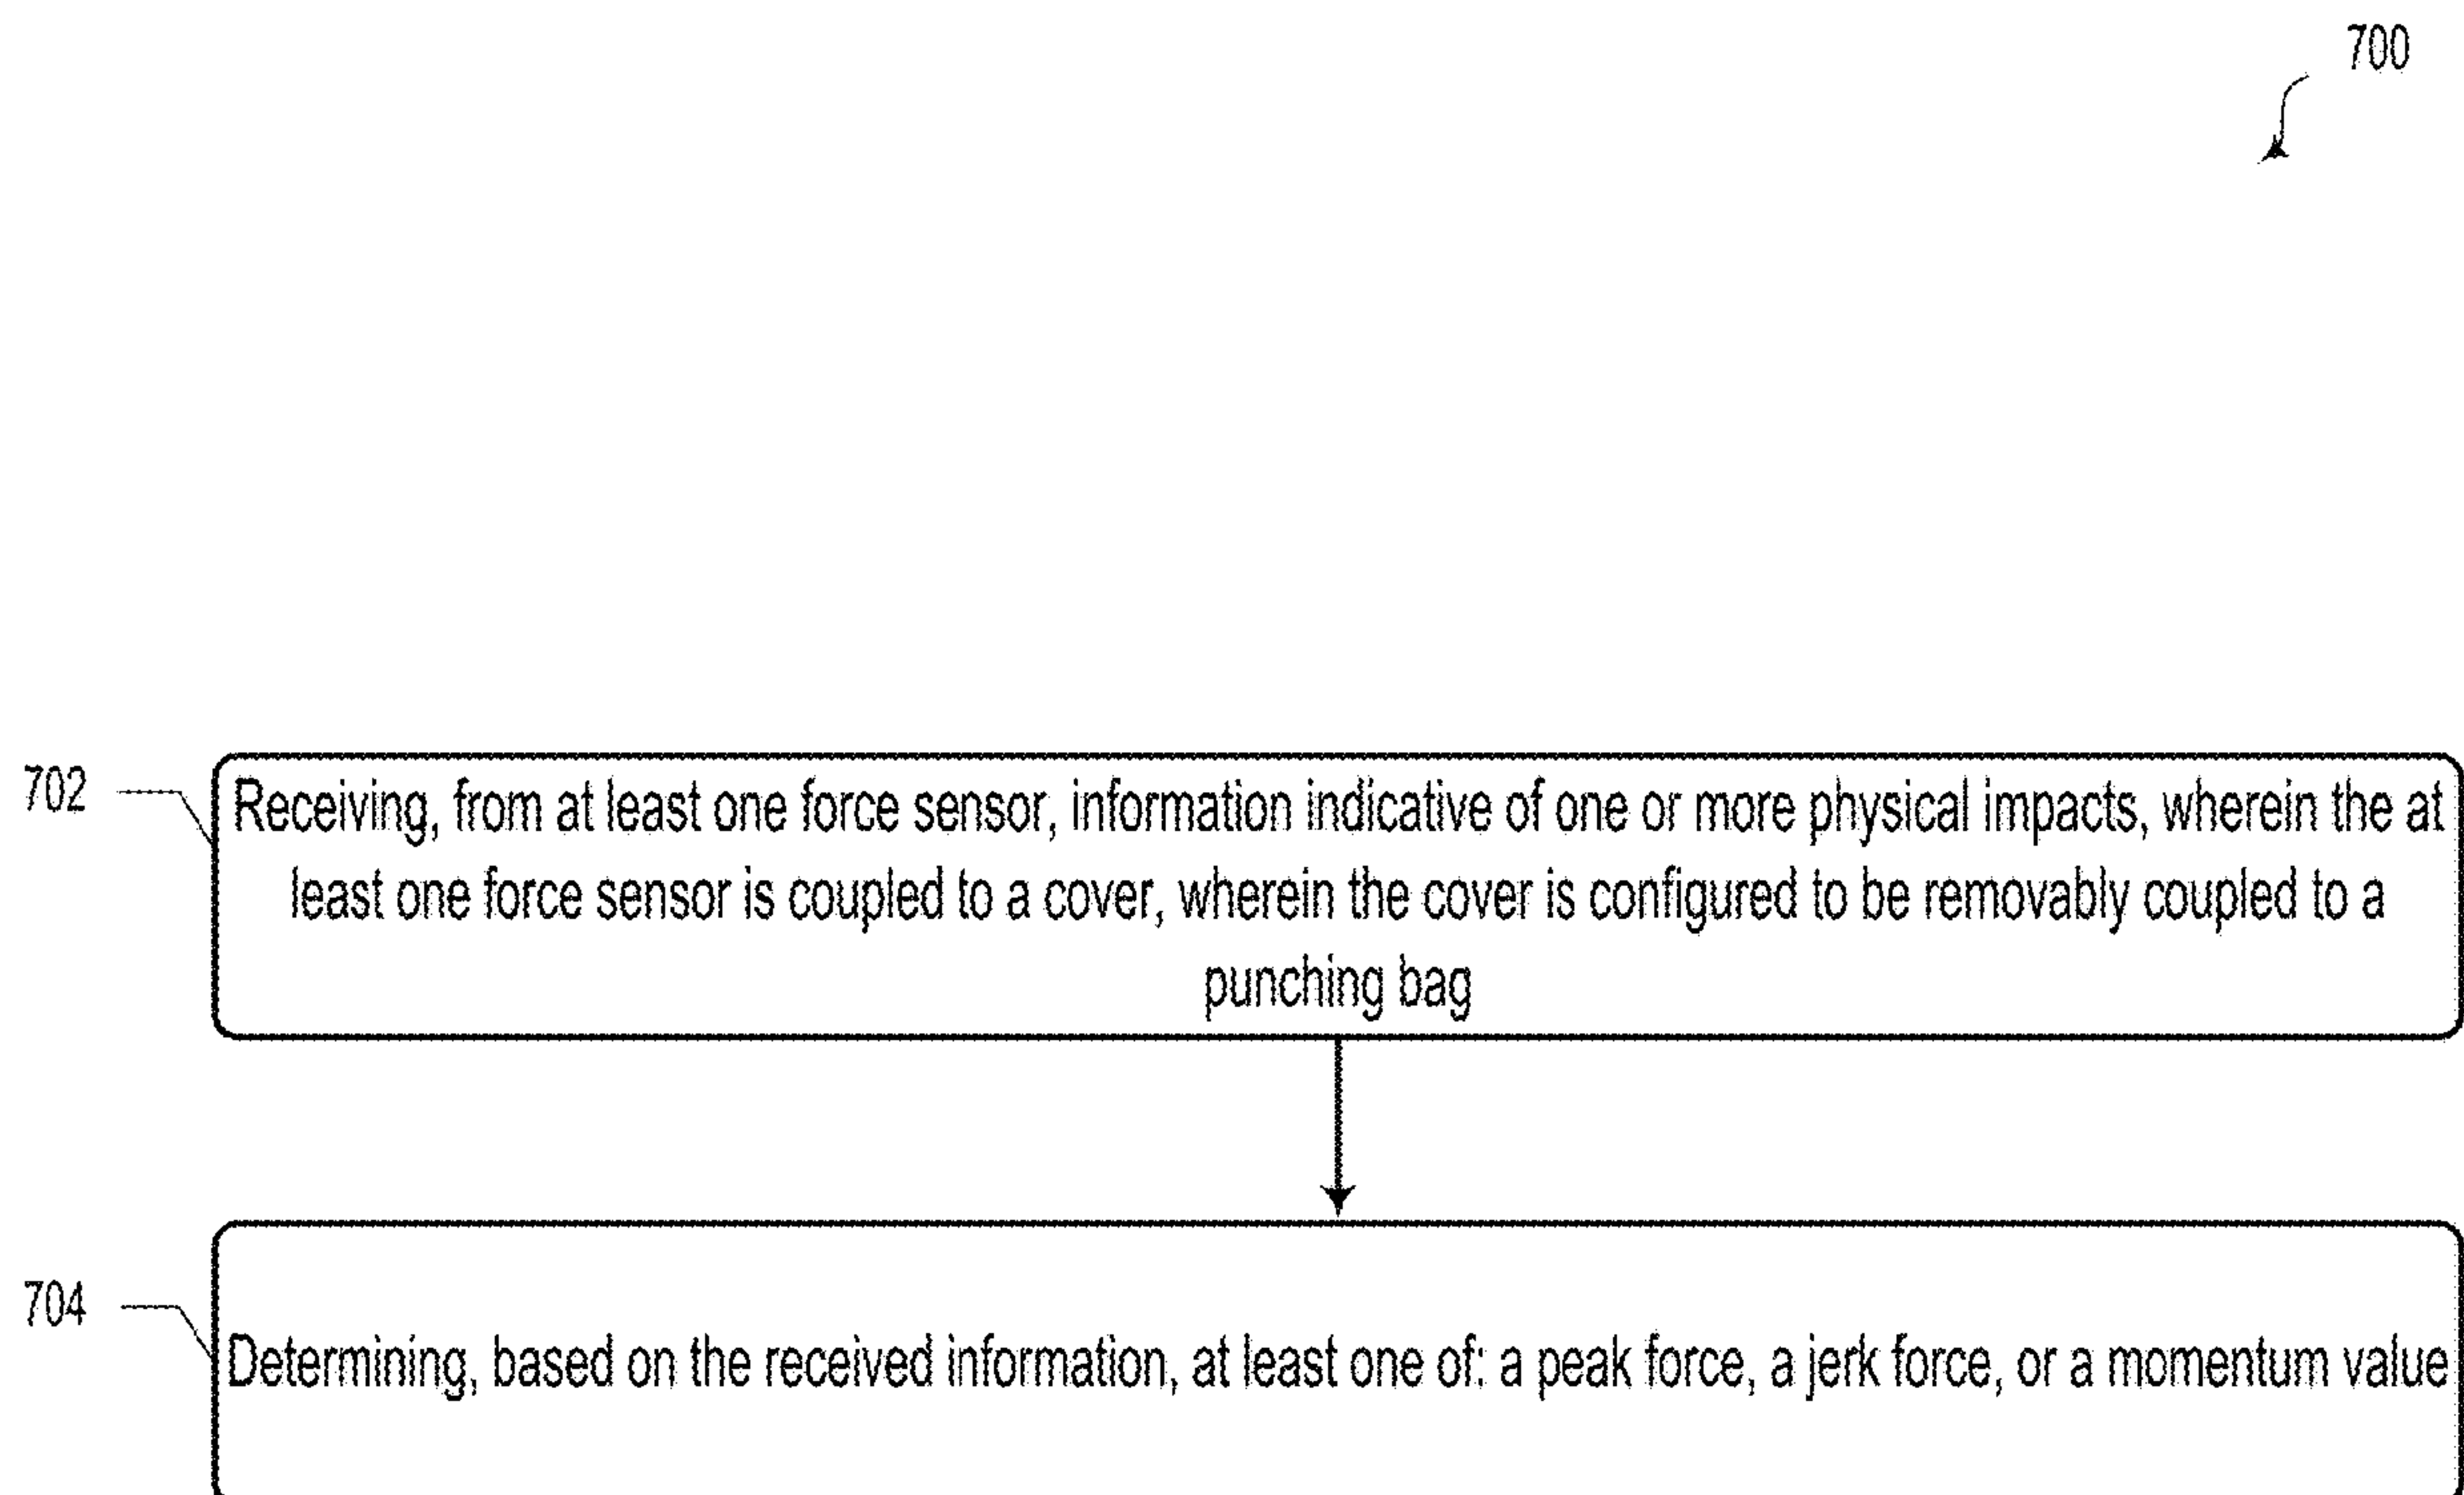 700
702
Receiving, from at least one force sensor, information indicative of one or more physical impacts, wherein the at
least one force sensor is coupled to a cover, wherein the cover is configured to be removably coupled to a
punching bag
704
Determining, based on the received information, at least one of: a peak force, a jerk force, or a momentum value